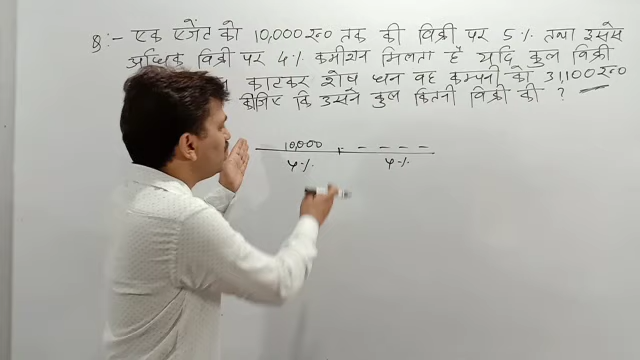 Q:- एक एजेंट को 10,000 रु० तक की बिक्री पर 5% तथा उससे
अधिक बिक्री पर 4% कमीशन मिलता है यदि कुल बिक्री
काटकर शेष धन वह कम्पनी को 31,100 रु०
कीजिए कि उसने कुल कितनी बिक्री की ?
10,000
4% 4%